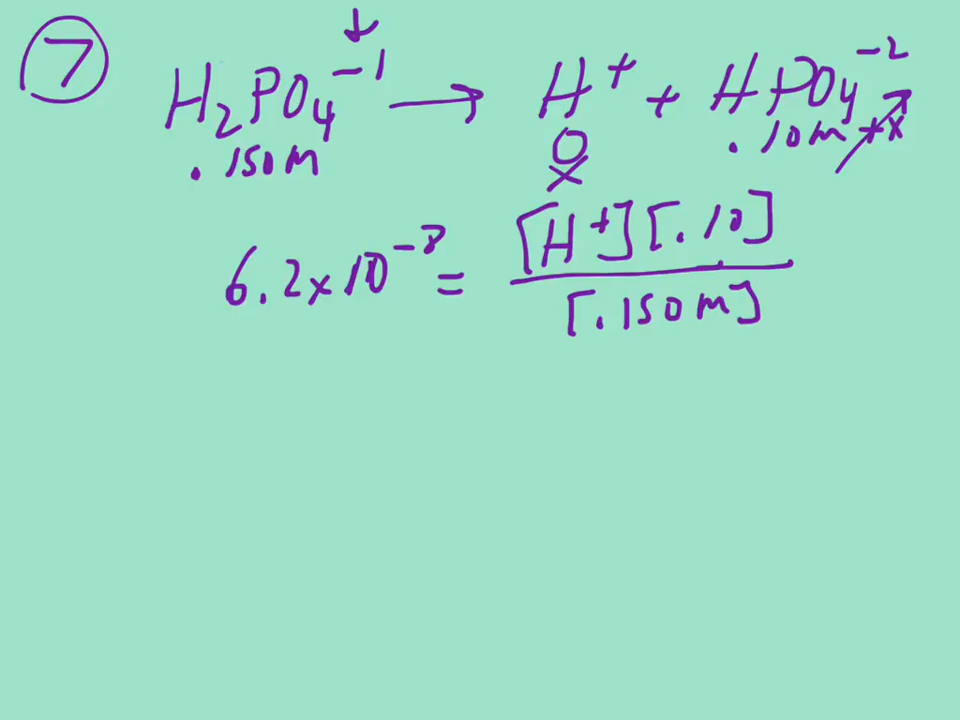 7 H₂PO₄⁻¹ → H⁺ + HPO₄⁻²
.150M 0 .10M +x
x
6.2x10⁻⁸ = [H⁺][.10]
[.150M]